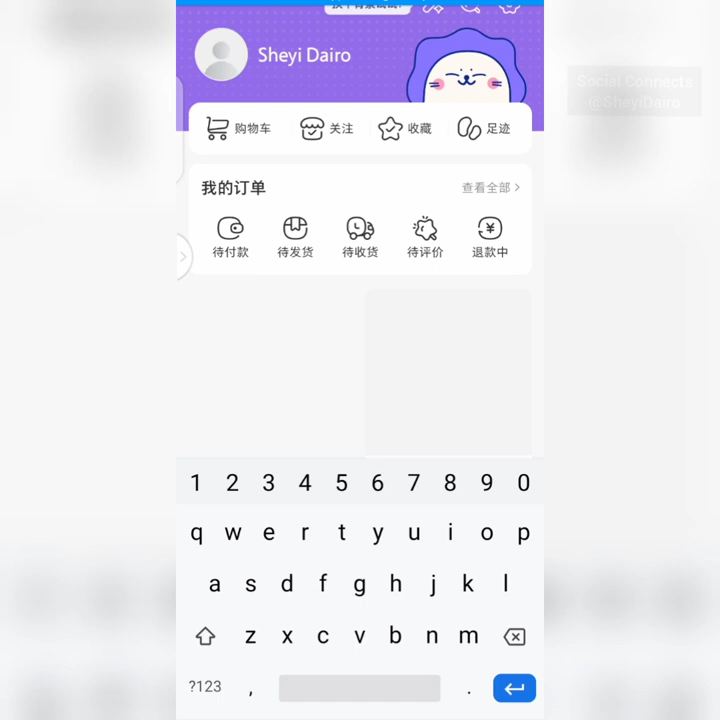 Sheyi Dairo
Social Connects
@SheyiDairo
购物车
关注
收藏
足迹
我的订单
查看全部
待付款
待发货
待收货
待评价
退款中
1 2 3 4 5 6 7 8 9 0
q w e r t y u i o p
a s d f g h j k l
z x c v b n m
?123 , .